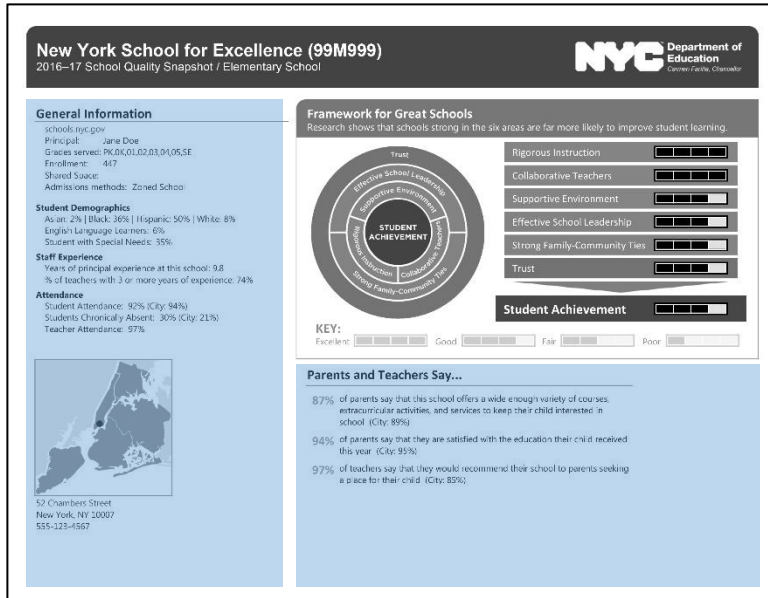 New York School for Excellence (99M999)
2016–17 School Quality Snapshot / Elementary School
NYC Department of
Education
Carmen Fariña, Chancellor
General Information
schools.nyc.gov
Principal: Jane Doe
Grades served: PK,0K,01,02,03,04,05,SE
Enrollment: 447
Shared Space:
Admissions methods: Zoned School
Student Demographics
Asian: 2% | Black: 36% | Hispanic: 50% | White: 8%
English Language Learners: 6%
Student with Special Needs: 35%
Staff Experience
Years of principal experience at this school: 9.8
% of teachers with 3 or more years of experience: 74%
Attendance
Student Attendance: 92% (City: 94%)
Students Chronically Absent: 30% (City: 21%)
Teacher Attendance: 97%
52 Chambers Street
New York, NY 10007
555-123-4567
Framework for Great Schools
Research shows that schools strong in the six areas are far more likely to improve student learning.
Trust
Effective School Leadership
Supportive Environment
STUDENT
ACHIEVEMENT
Rigorous Instruction
Collaborative Teachers
Strong Family-Community Ties
Rigorous Instruction
Collaborative Teachers
Supportive Environment
Effective School Leadership
Strong Family-Community Ties
Trust
Student Achievement
KEY:
Excellent Good Fair Poor
Parents and Teachers Say...
87% of parents say that this school offers a wide enough variety of courses,
extracurricular activities, and services to keep their child interested in
school (City: 89%)
94% of parents say that they are satisfied with the education their child received
this year (City: 95%)
97% of teachers say that they would recommend their school to parents seeking
a place for their child (City: 85%)